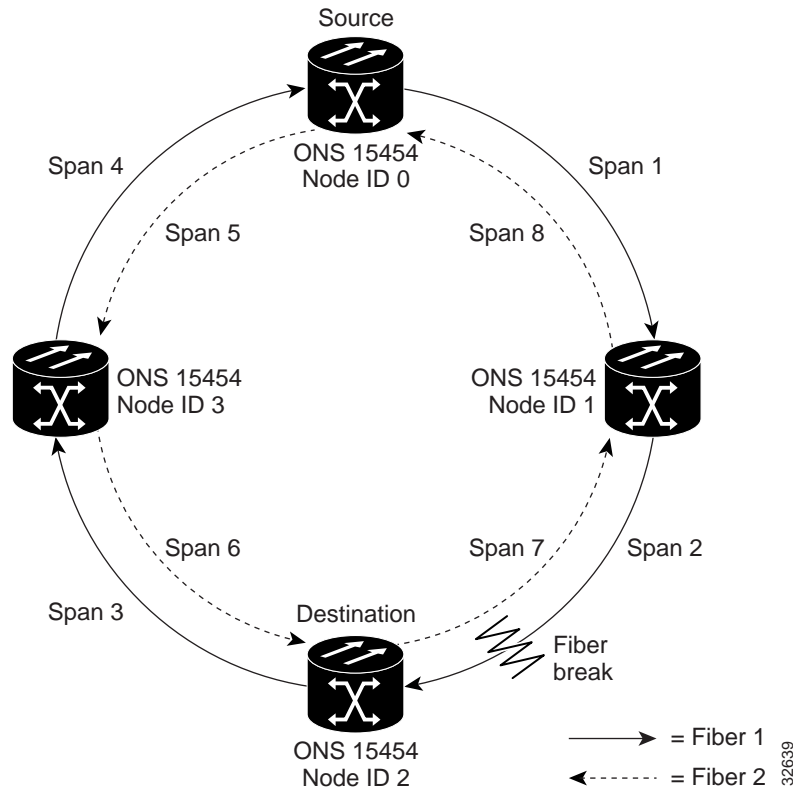 Source
ONS 15454
Node ID 0
Span 4
Span 1
Span 5
Span 8
ONS 15454
Node ID 3
ONS 15454
Node ID 1
Span 6
Span 7
Span 2
Span 3
Destination
Fiber
break
ONS 15454
Node ID 2
= Fiber 1
= Fiber 2
32639